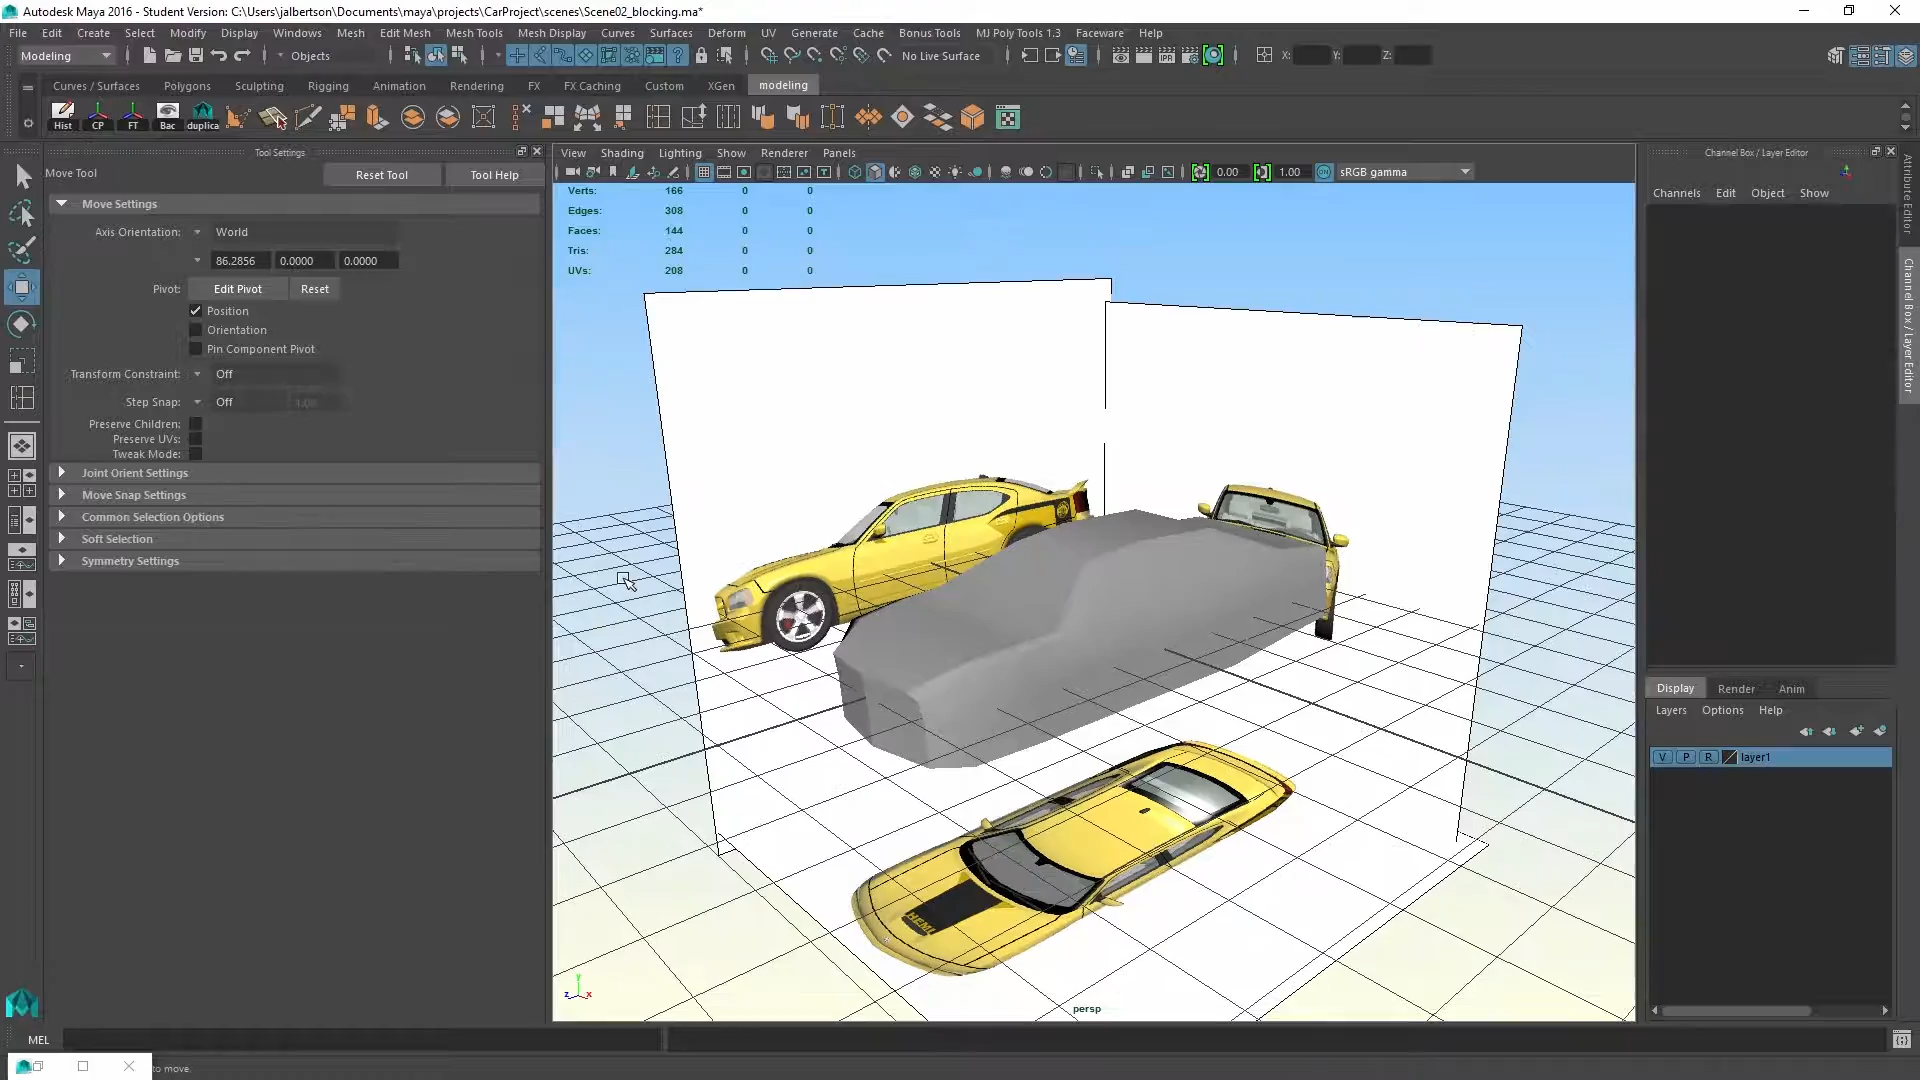 Autodesk Maya 2016 - Student Version: C:\Users\jalbertson\Documents\maya\projects\CarProject\scenes\Scene02_blocking.ma*
File Edit Create Select Modify Display Windows Mesh Edit Mesh Mesh Tools Mesh Display Curves Surfaces Deform UV Generate Cache Bonus Tools MJ Poly Tools 1.3 Faceware Help
Modeling Objects No Live Surface X: Y: Z:
Curves / Surfaces Polygons Sculpting Rigging Animation Rendering FX FX Caching Custom XGen modeling
Hist CP FT Bac duplica
Tool Settings
Move Tool Reset Tool Tool Help
Move Settings
Axis Orientation: World
86.2856 0.0000 0.0000
Pivot: Edit Pivot Reset
Position
Orientation
Pin Component Pivot
Transform Constraint: Off
Step Snap: Off
Preserve Children:
Preserve UVs:
Tweak Mode:
Joint Orient Settings
Move Snap Settings
Common Selection Options
Soft Selection
Symmetry Settings
View Shading Lighting Show Renderer Panels
0.00 1.00 sRGB gamma
Verts: 166 0 0
Edges: 308 0 0
Faces: 144 0 0
Tris: 284 0 0
UVs: 208 0 0
HEMI
y
z x
persp
Channel Box / Layer Editor
Channels Edit Object Show
Attribute Editor
Channel Box / Layer Editor
Display Render Anim
Layers Options Help
V P R layer1
MEL
to move.